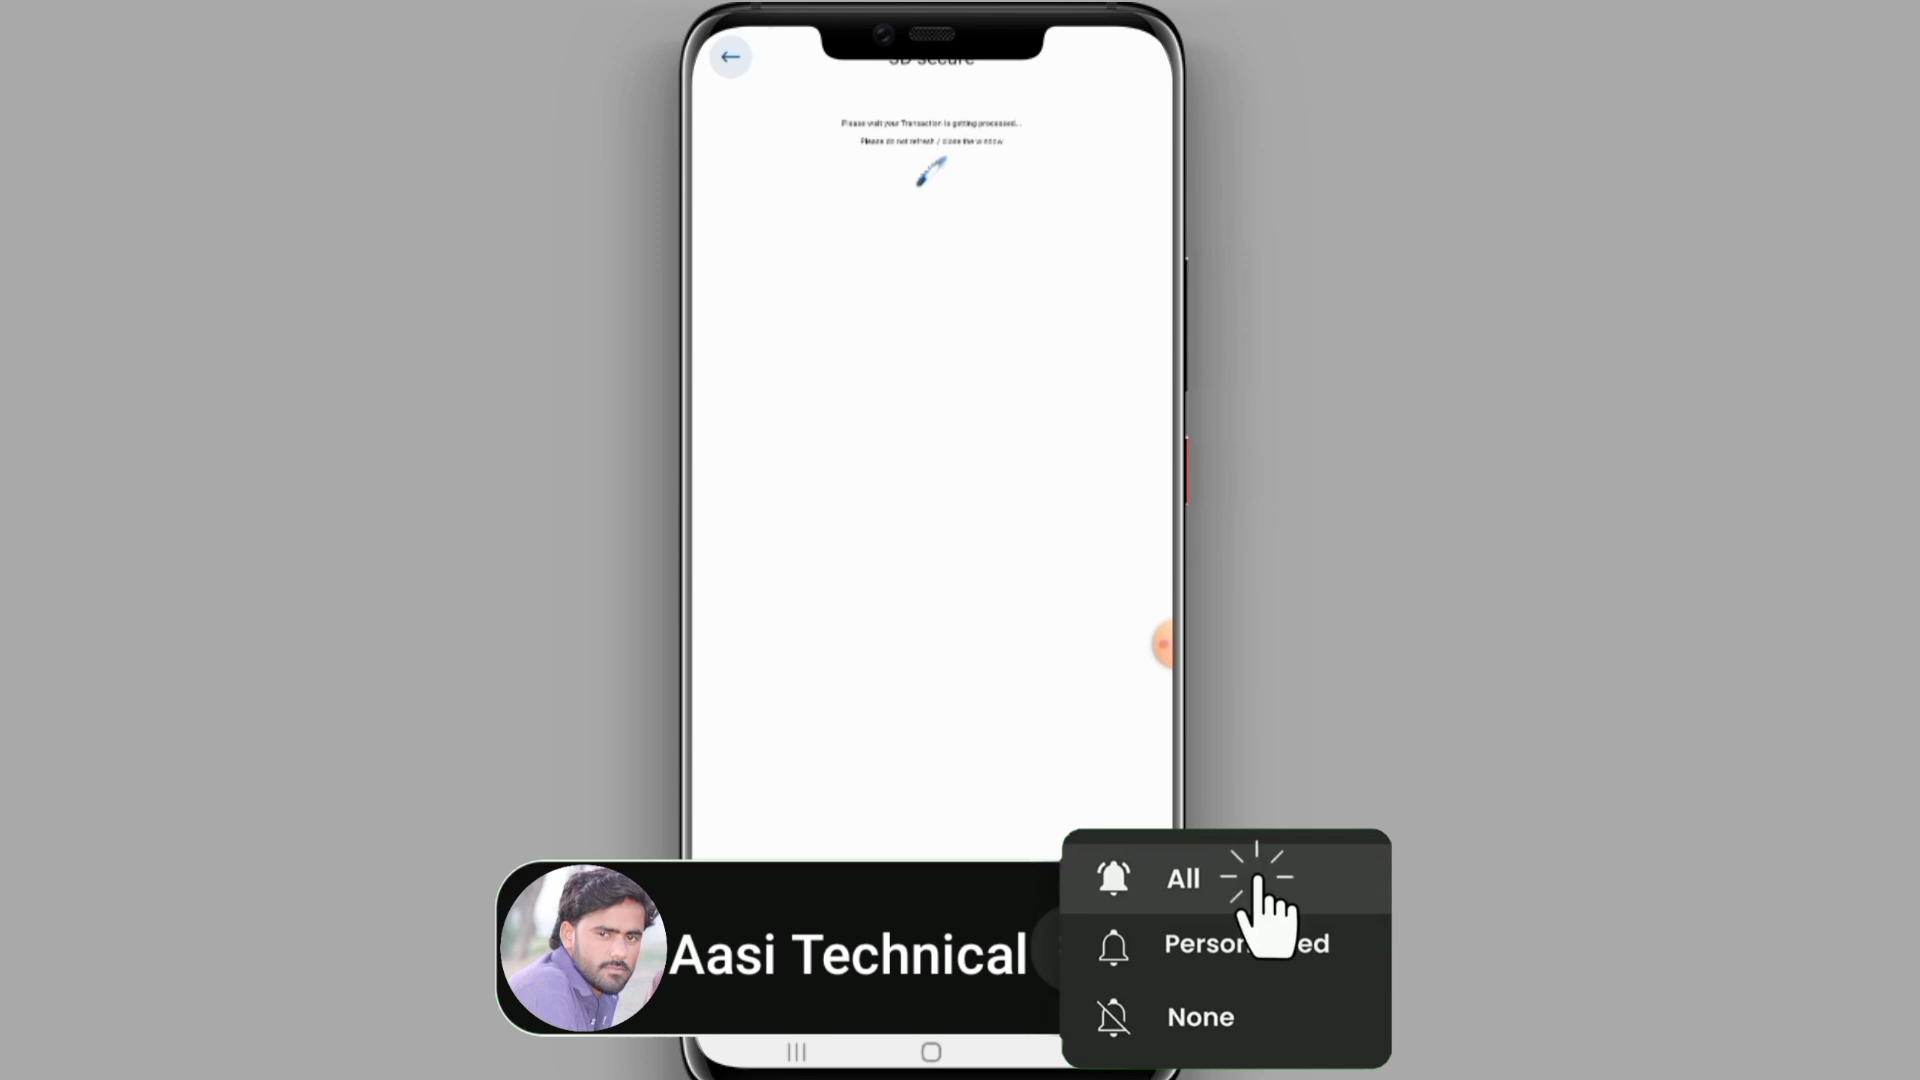 3D Secure
Please wait your Transaction is getting processed...
Please do not refresh / close the window
Aasi Technical
All
None